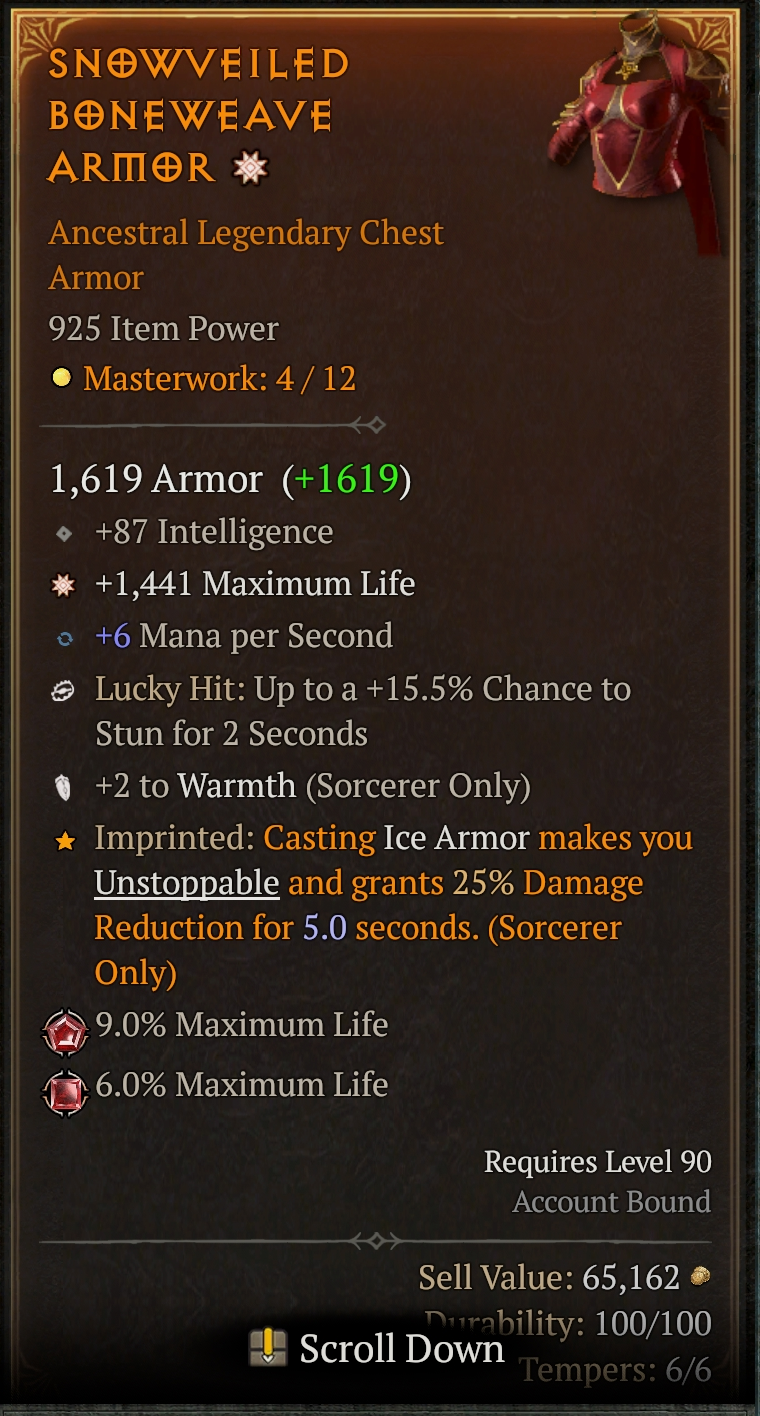 SNOWVEILED
BONEWEAVE
ARMOR
Ancestral Legendary Chest
Armor
925 Item Power
Masterwork: 4 / 12
1,619 Armor (+1619)
+87 Intelligence
+1,441 Maximum Life
+6 Mana per Second
Lucky Hit: Up to a +15.5% Chance to
Stun for 2 Seconds
+2 to Warmth (Sorcerer Only)
Imprinted: Casting Ice Armor makes you
Unstoppable and grants 25% Damage
Reduction for 5.0 seconds. (Sorcerer
Only)
9.0% Maximum Life
6.0% Maximum Life
Requires Level 90
Account Bound
Sell Value: 65,162
Durability: 100/100
Scroll Down
Tempers: 6/6